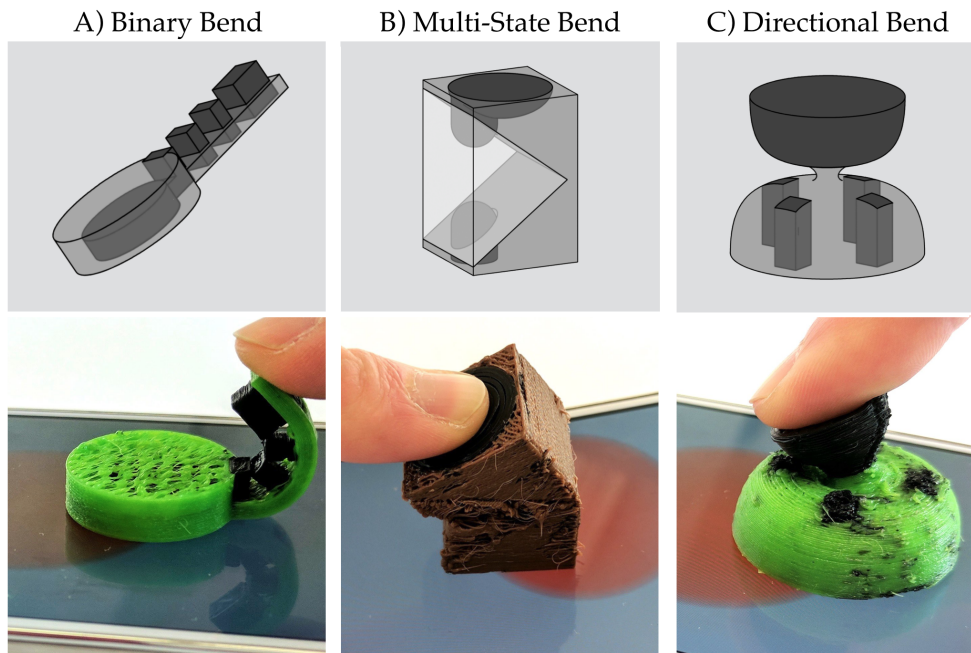 A) Binary Bend
B) Multi-State Bend
C) Directional Bend